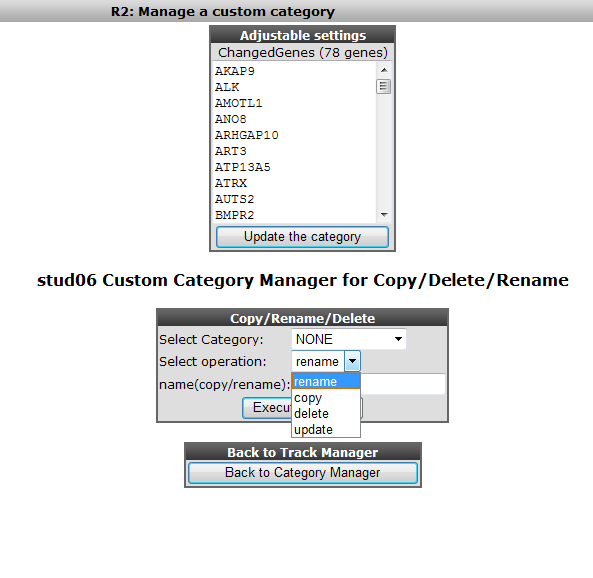 R2: Manage a custom category
Adjustable settings
ChangedGenes (78 genes)
AKAP9
ALK
AMOTL1
ANO8
ARHGAP10
ART3
ATP13A5
ATRX
AUTS2
BMPR2
Update the category
stud06 Custom Category Manager for Copy/Delete/Rename
Copy/Rename/Delete
Select Category: NONE
Select operation: rename
rename
name(copy/rename):
copy
Execu
delete
update
Back to Track Manager
Back to Category Manager